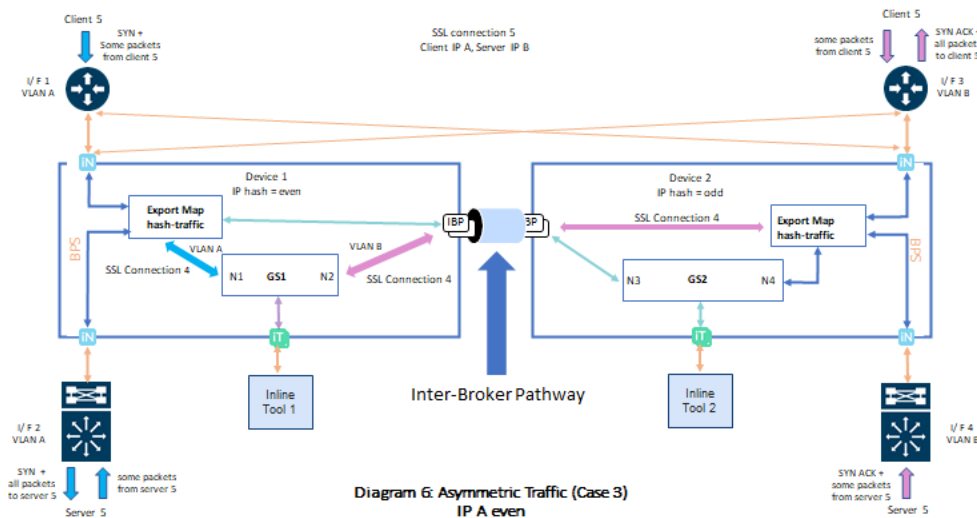 Client 5
SYN +
Some packets
from client 5
I/ F 1
VLAN A
SSL connection 5
Client IP A, Server IP B
Client 5
some packets
from client 5
SYN ACK +
all packets
to client 5
I/ F 3
VLAN B
iN
iN
Device 1
IP hash = even
Export Map
hash-traffic
BPS
VLAN A
SSL Connection 4
N1
GS1
N2
VLAN B
SSL Connection 4
IBP
BP
Device 2
IP hash = odd
SSL Connection 4
Export Map
hash-traffic
BPS
N3
GS2
N4
iN
iT
iT
iN
Inter-Broker Pathway
Inline
Tool 1
Inline
Tool 2
I/ F 2
VLAN A
SYN +
all packets
to server 5
some packets
from server 5
Server 5
I/ F 4
VLAN B
SYN ACK +
some packets
from server 5
Server 5
Diagram 6: Asymmetric Traffic (Case 3)
IP A even